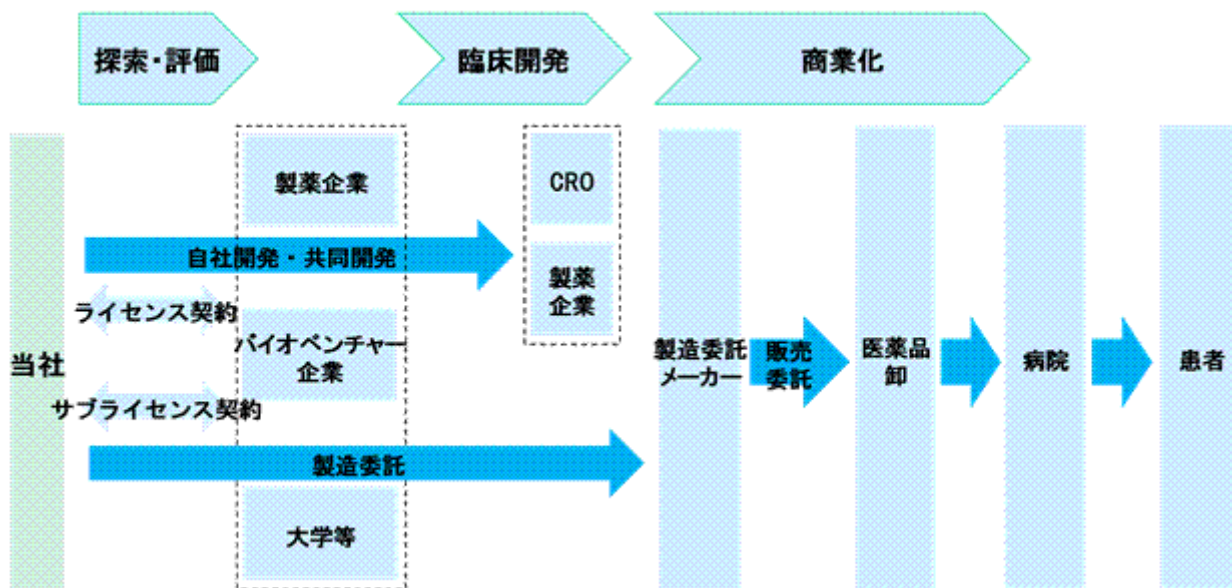 探索・評価
臨床開発
商業化
製薬企業
CRO
自社開発・共同開発
製薬
企業
ライセンス契約
バイオベンチャー
企業
当社
サブライセンス契約
製造委託
大学等
製造委託
メーカー
販売
委託
医薬品
卸
病院
患者